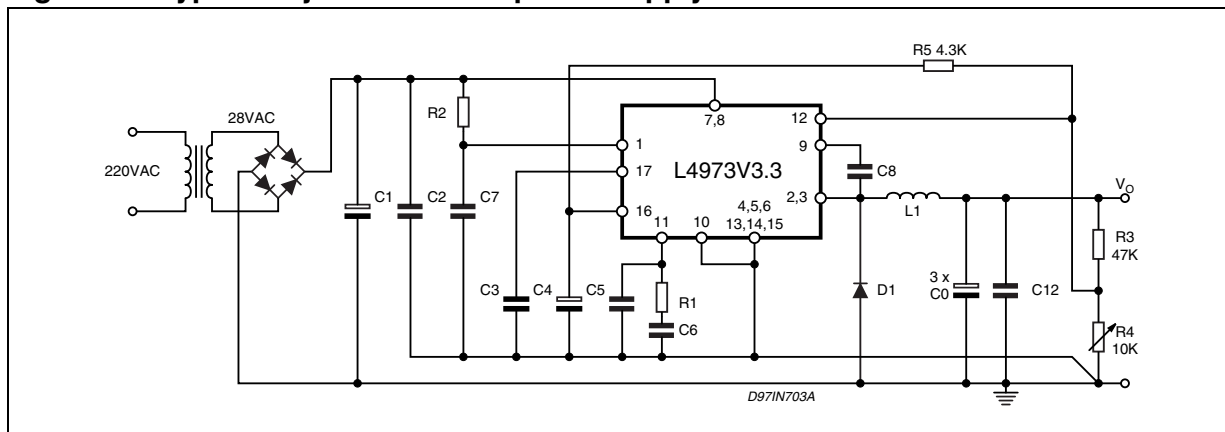 R5 4.3K
28VAC
220VAC
R2
7,8
12
9
1
17
16
L4973V3.3
C8
2,3
4,5,6
13,14,15
10
11
L1
VO
R3
47K
C1
C2
C7
C3
C4
C5
R1
C6
D1
3 x
C0
C12
R4
10K
D97IN703A